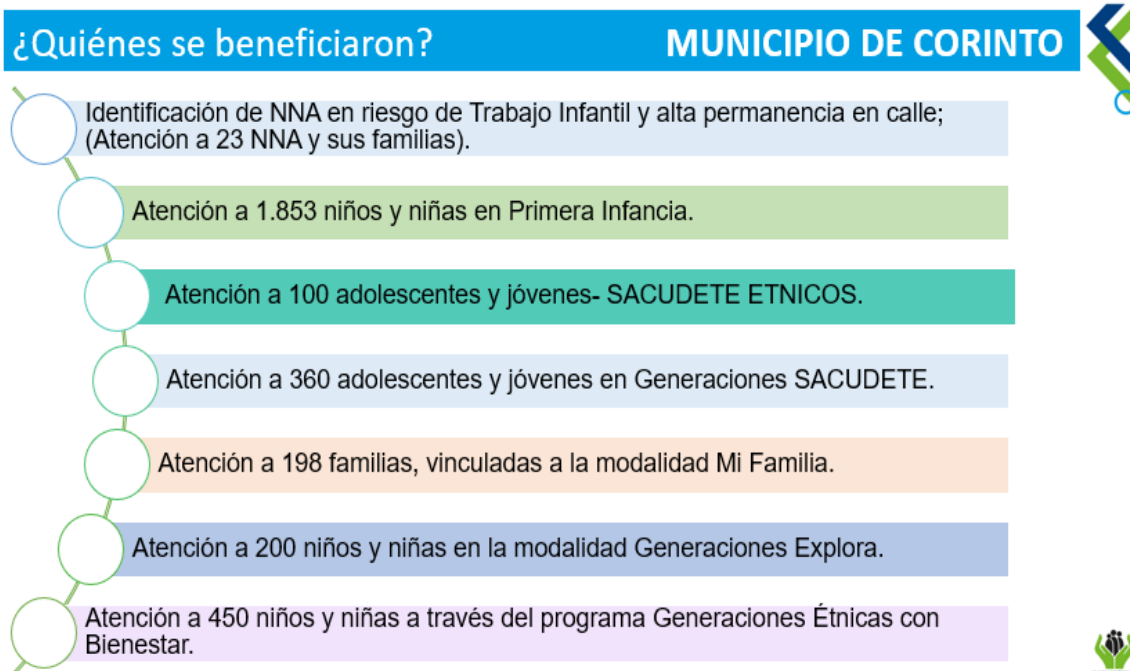 ¿Quiénes se beneficiaron?
MUNICIPIO DE CORINTO
Identificación de NNA en riesgo de Trabajo Infantil y alta permanencia en calle;
(Atención a 23 NNA y sus familias).
Atención a 1.853 niños y niñas en Primera Infancia.
Atención a 100 adolescentes y jóvenes- SACUDETE ETNICOS.
Atención a 360 adolescentes y jóvenes en Generaciones SACUDETE.
Atención a 198 familias, vinculadas a la modalidad Mi Familia.
Atención a 200 niños y niñas en la modalidad Generaciones Explora.
Atención a 450 niños y niñas a través del programa Generaciones Étnicas con
Bienestar.